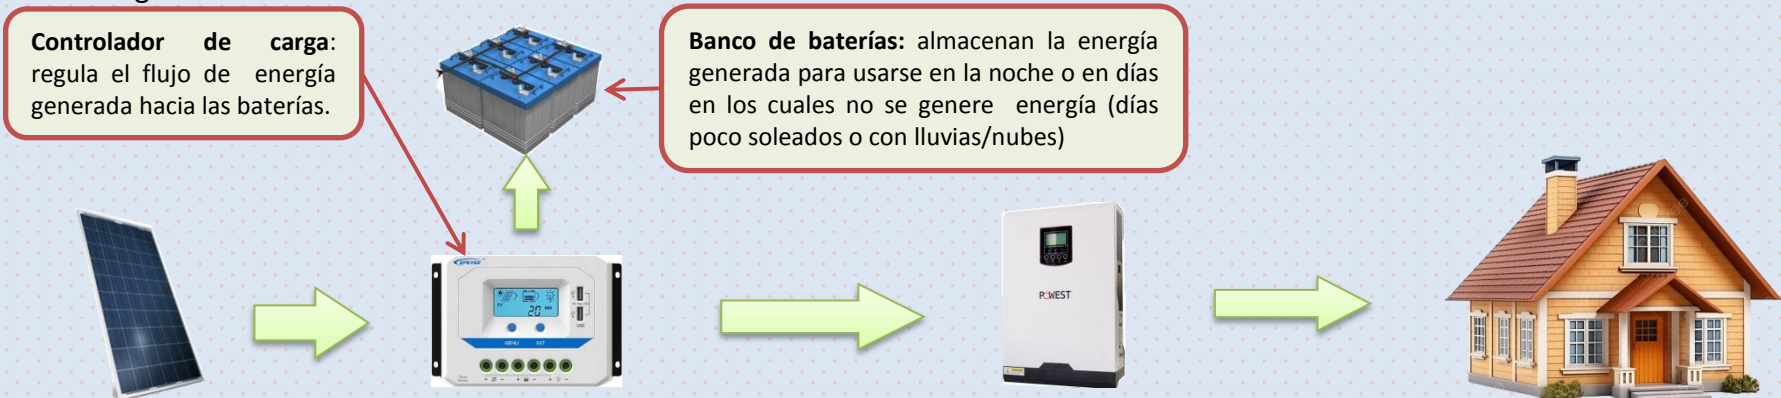 Controlador de carga:
regula el flujo de energía
generada hacia las baterías.
Banco de baterías: almacenan la energía
generada para usarse en la noche o en días
en los cuales no se genere energía (días
poco soleados o con lluvias/nubes)
EPEVER
MENU SET
POWEST